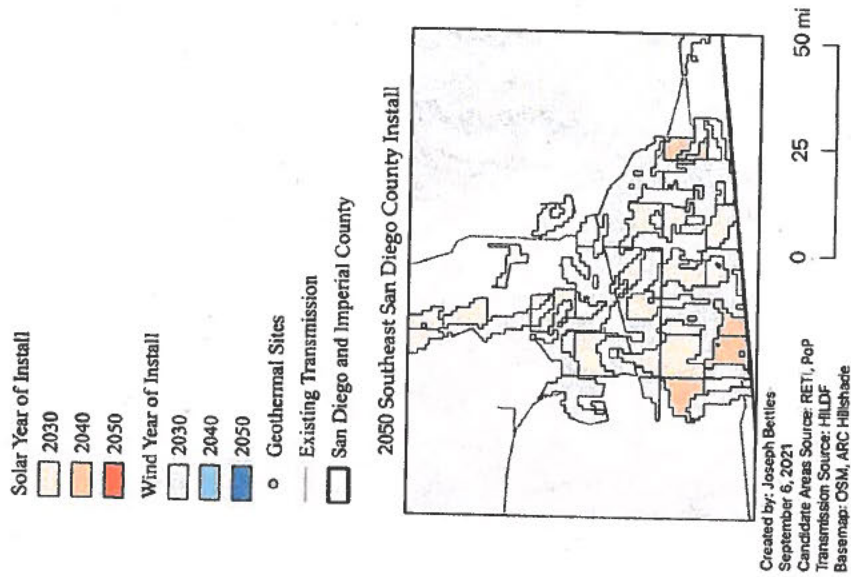 Solar Year of Install
2030
2040
2050
Wind Year of Install
2030
2040
2050
Geothermal Sites
Existing Transmission
San Diego and Imperial County
2050 Southeast San Diego County Install
Created by: Joseph Bettles
September 6, 2021
Candidate Areas Source: RETI, PoP
Transmission Source: HILDF
Basemap: OSM, ARC Hillshade
0 25 50 mi